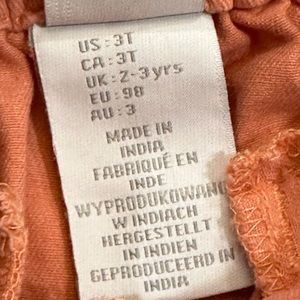 US:3T
CA:3T
UK:2-3yrs
EU:98
AU:3
MADE IN
INDIA
FABRIQUÉ EN
INDE
WYPRODUKOWANO
W INDIACH
HERGESTELLT
IN INDIEN
GEPRODUCEERD IN
INDIA